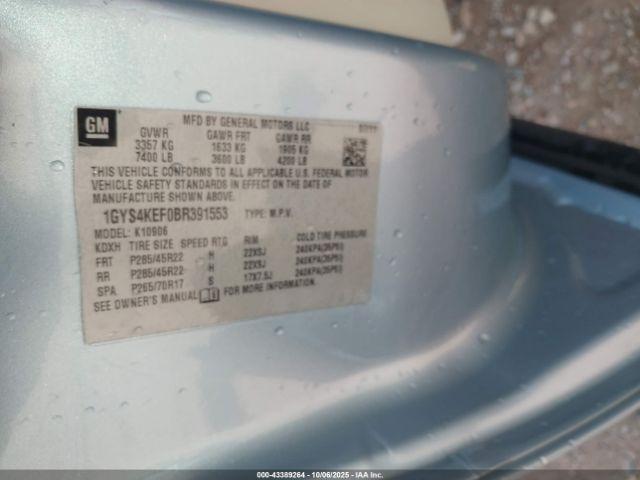 GM
MFD BY GENERAL MOTORS LLC
GVWR GAWR FRT GAWR RR
3357 KG 1633 KG 1905 KG
7400 LB 3600 LB 4200 LB
THIS VEHICLE CONFORMS TO ALL APPLICABLE U.S. FEDERAL MOTOR
VEHICLE SAFETY STANDARDS IN EFFECT ON THE DATE OF
MANUFACTURE SHOWN ABOVE.
1GYS4KEF0BR391553 TYPE: M.P.V.
MODEL: K10906
KDXH TIRE SIZE SPEED RTG RIM COLD TIRE PRESSURE
FRT P285/45R22 H 22X9J 240KPA(35PSI)
RR P285/45R22 H 22X9J 240KPA(35PSI)
SPA P265/70R17 S 17X7.5J 240KPA(35PSI)
SEE OWNER'S MANUAL FOR MORE INFORMATION.
000-43389264 | 10/06/2025 | IAA Inc.